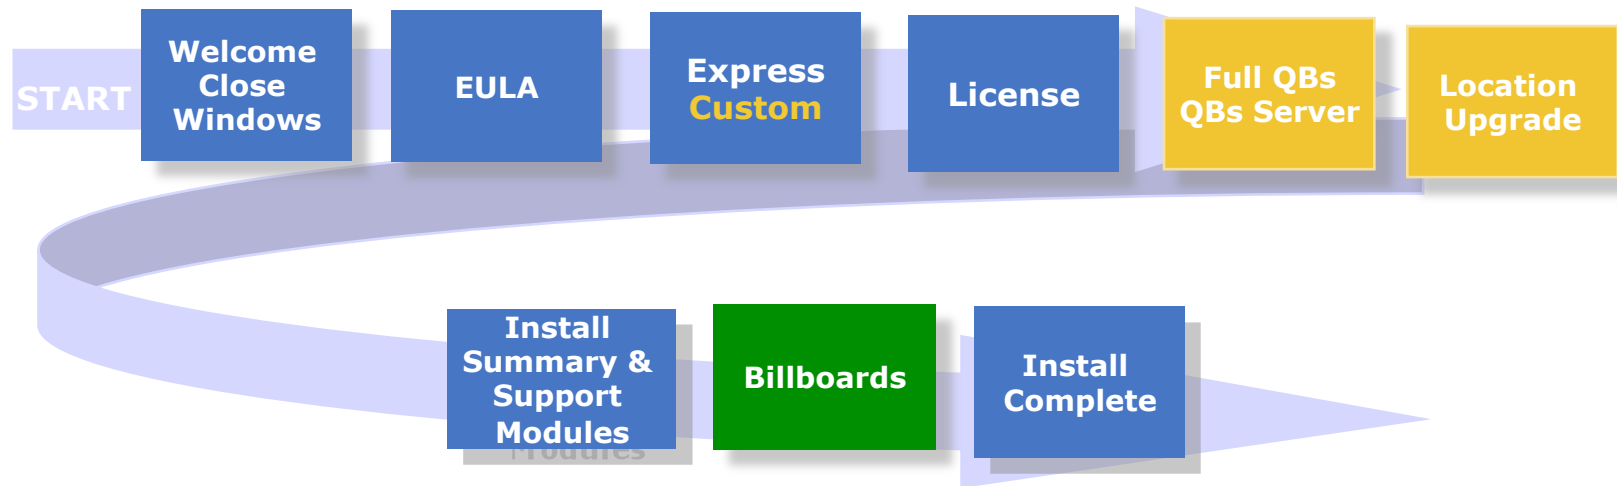 START
Welcome
Close
Windows
EULA
Express
Custom
License
Full QBs
QBs Server
Location
Upgrade
Install
Summary &
Support
Modules
Billboards
Install
Complete